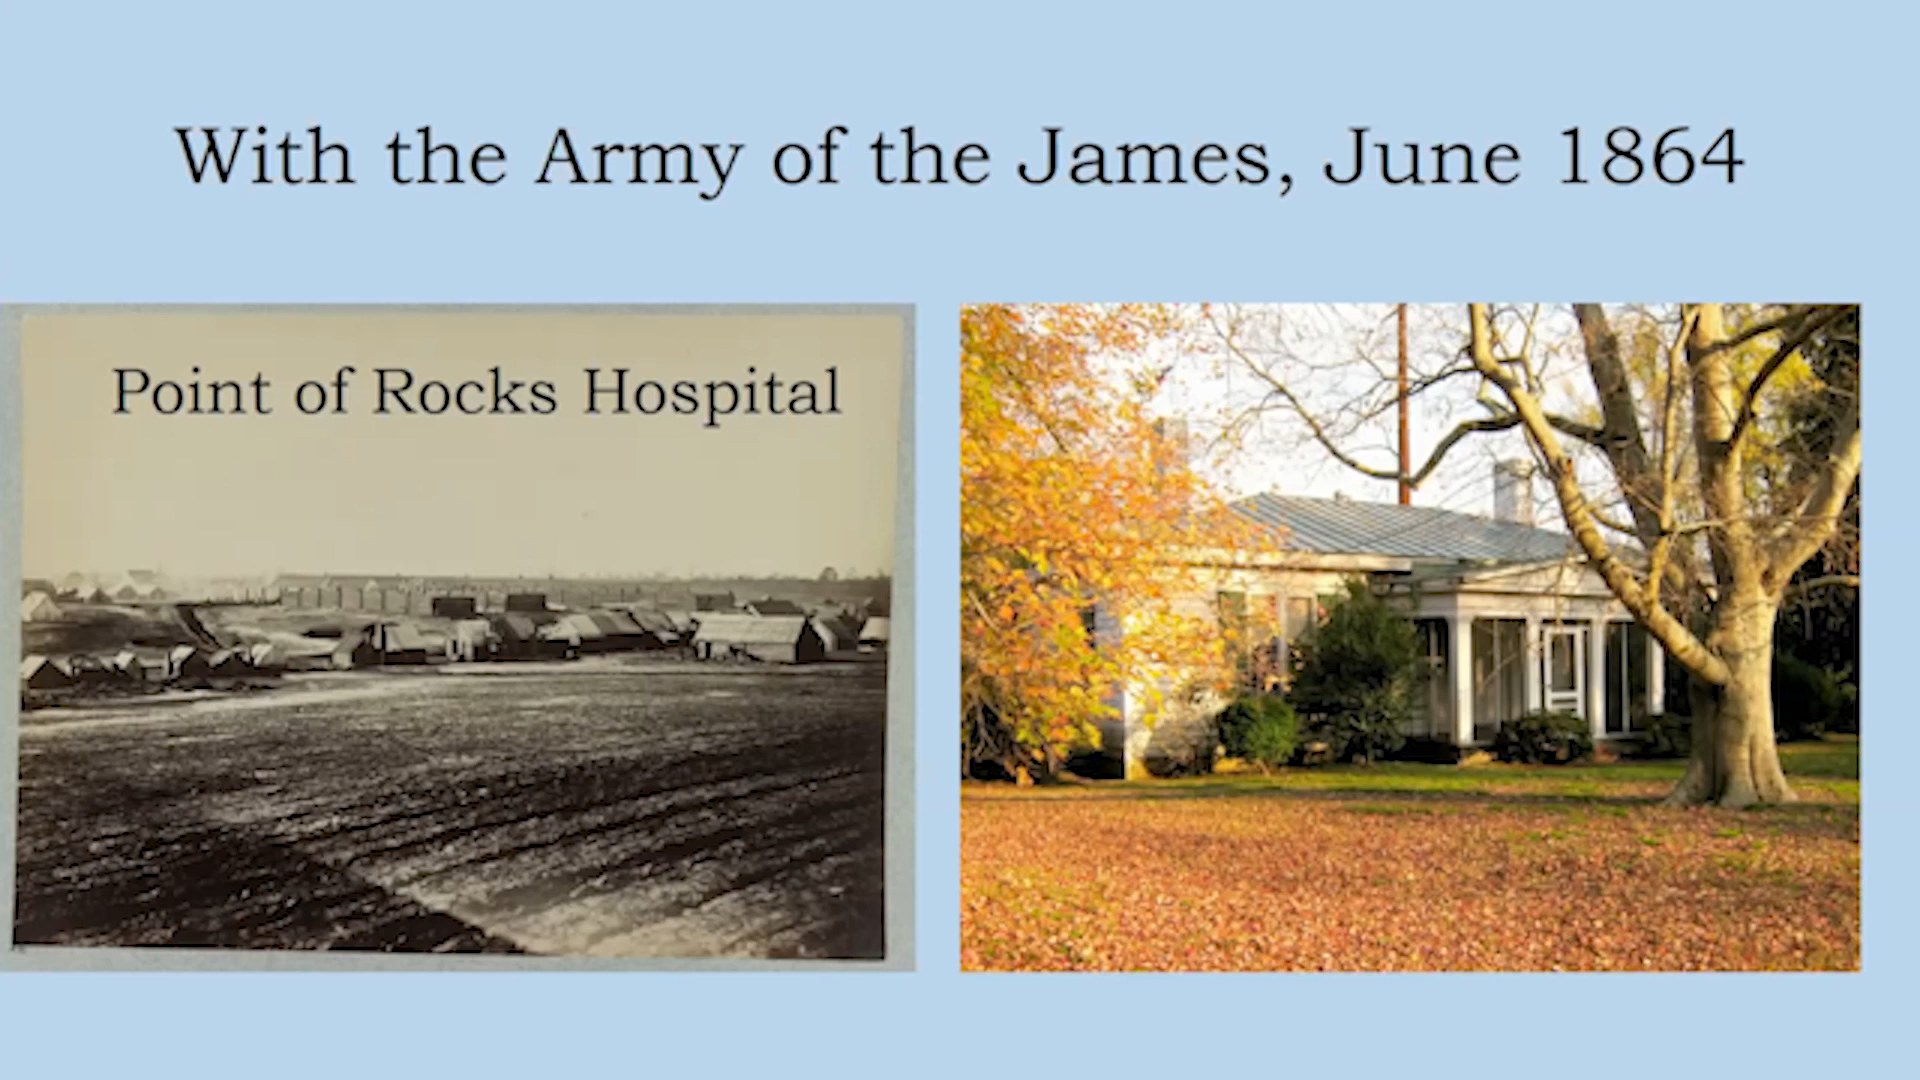 With the Army of the James, June 1864
Point of Rocks Hospital